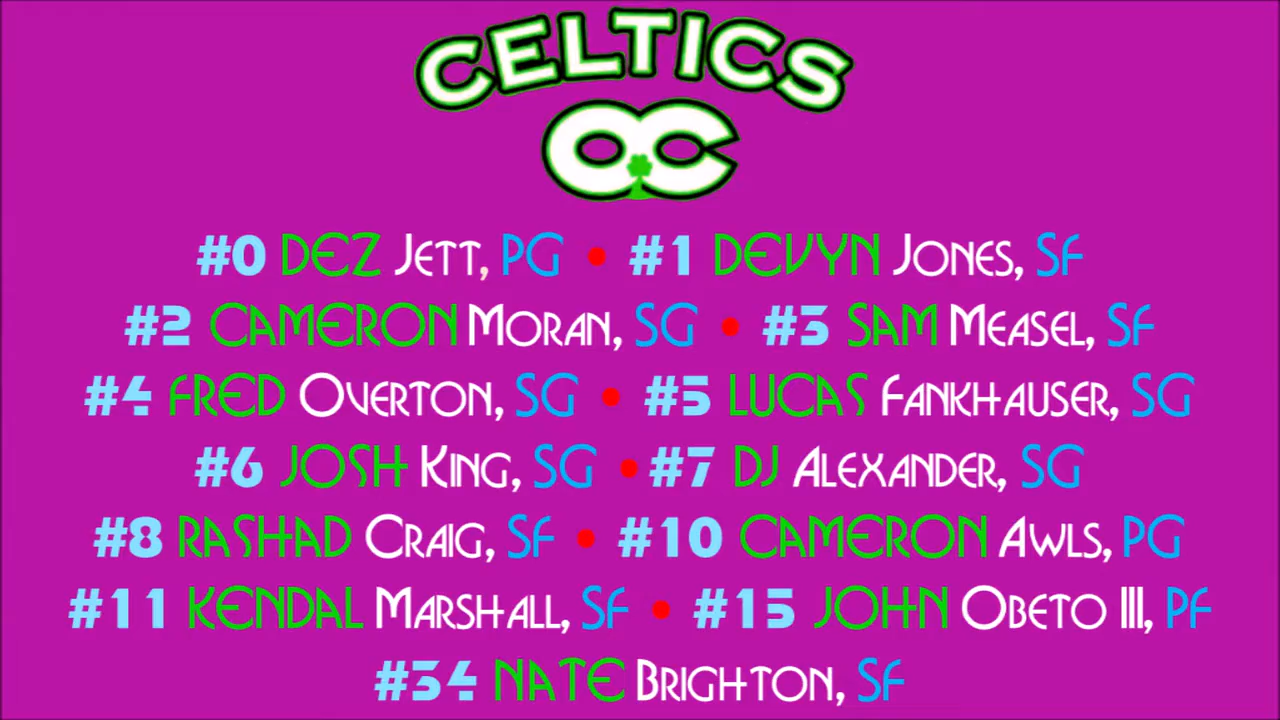 CELTICS
OC
#0 DEZ JETT, PG • #1 DEVYN JONES, SF
#2 CAMERON MORAN, SG • #3 SAM MEASEL, SF
#4 FRED OVERTON, SG • #5 LUCAS FANKHAUSER, SG
#6 JOSH KING, SG • #7 DJ ALEXANDER, SG
#8 RASHAD CRAIG, SF • #10 CAMERON AWLS, PG
#11 KENDAL MARSHALL, SF • #15 JOHN OBETO III, PF
#34 NATE BRIGHTON, SF